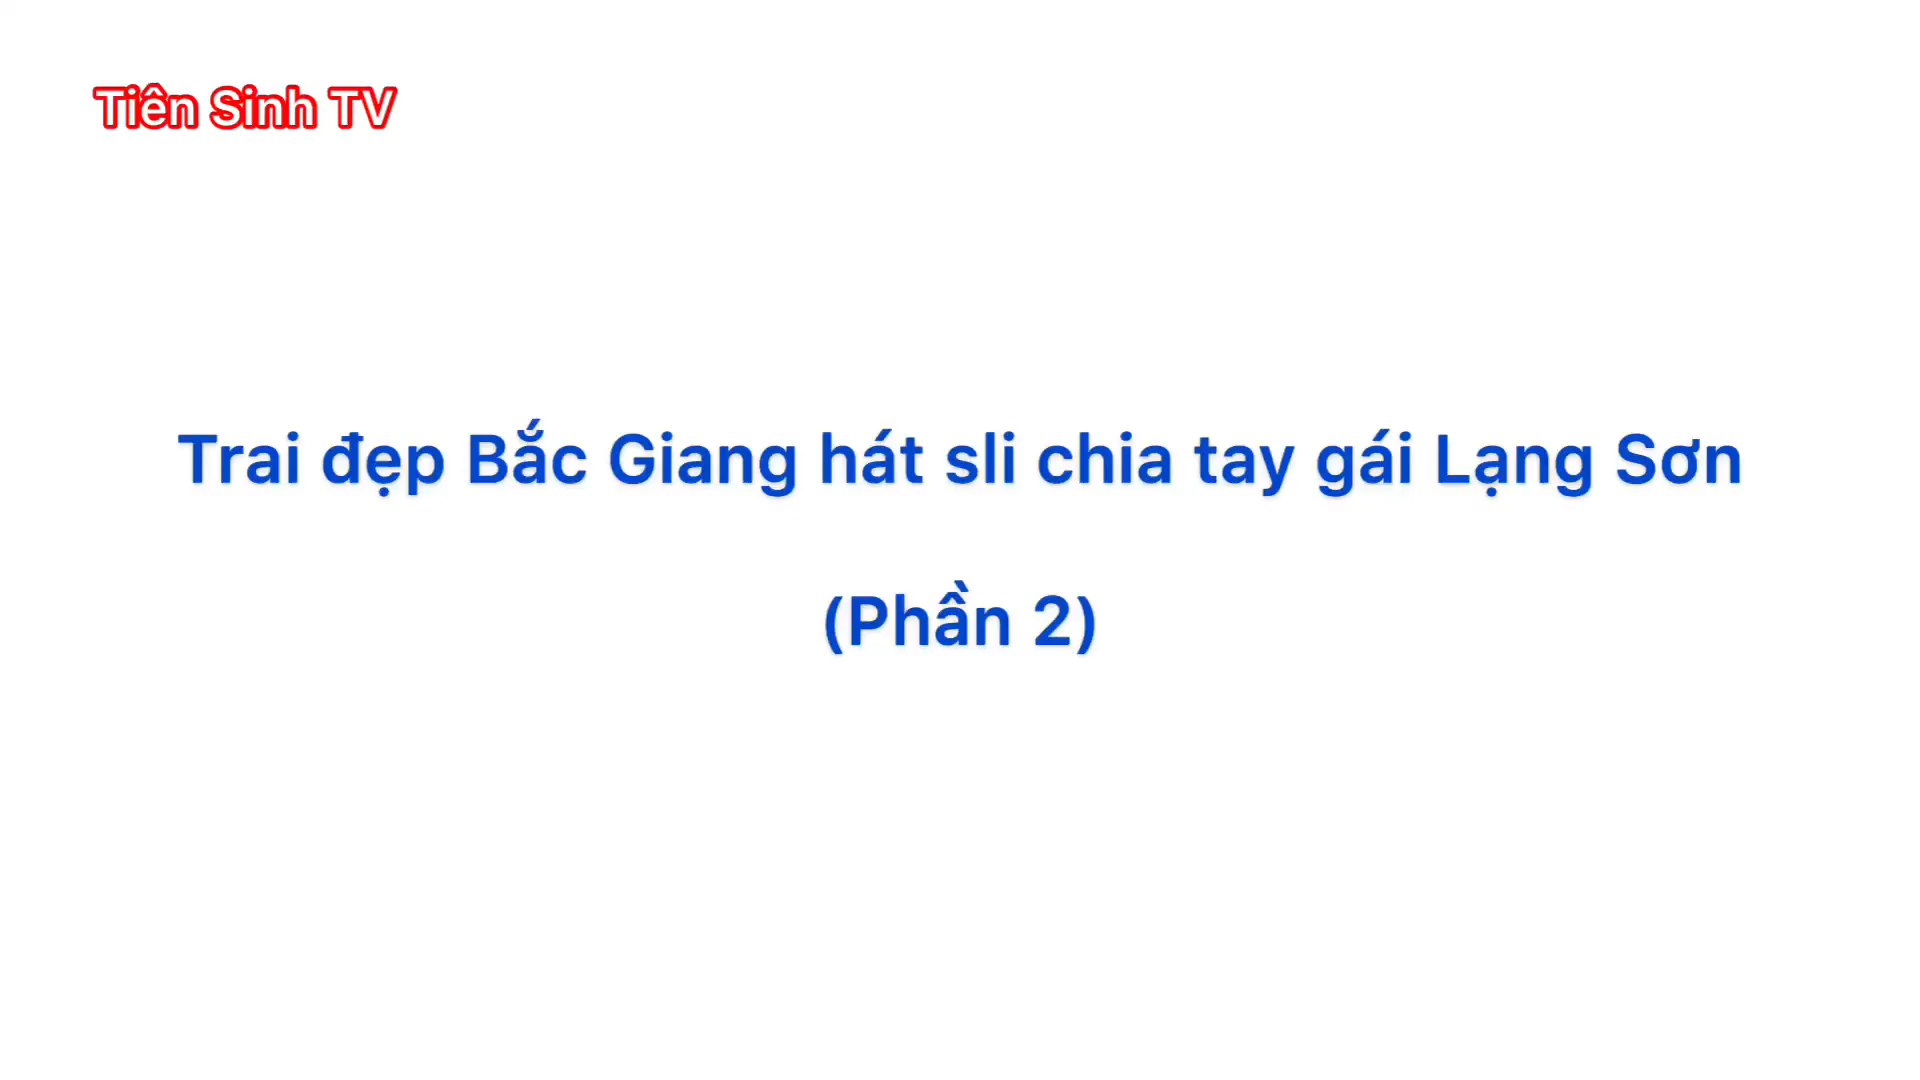 Tiên Sinh TV
Trai đẹp Bắc Giang hát sli chia tay gái Lạng Sơn
(Phần 2)